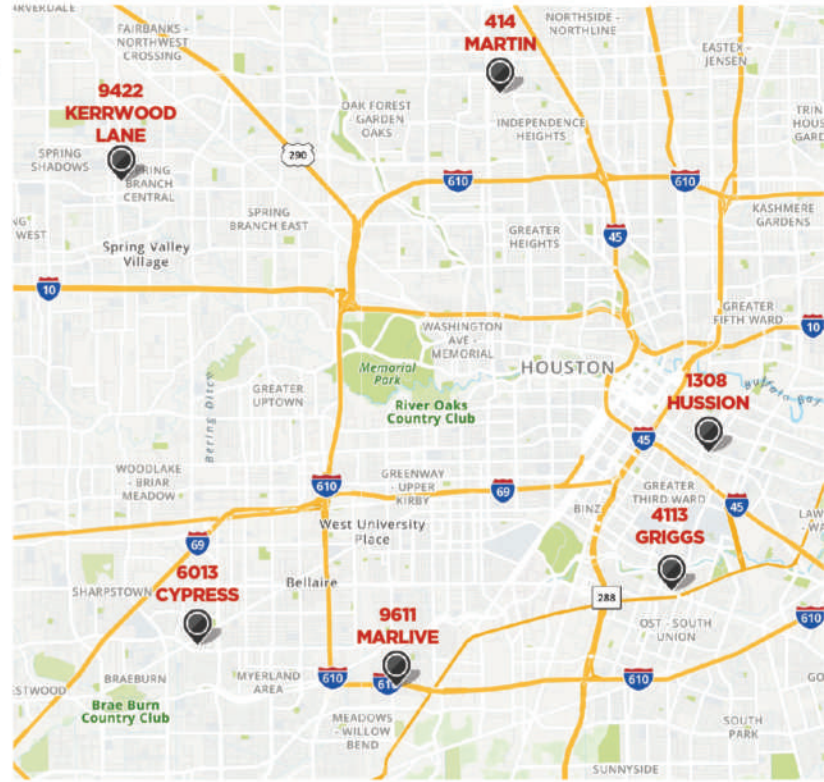 FAIRBANKS -
NORTHWEST
CROSSING
414
MARTIN
NORTHSIDE -
NORTHLINE
EASTEX -
JENSEN
9422
KERRWOOD
LANE
OAK FOREST
GARDEN
OAKS
INDEPENDENCE
HEIGHTS
SPRING
SHADOWS
290
SPRING
BRANCH
CENTRAL
610
610
SPRING
BRANCH EAST
KASHMERE
GARDENS
Spring Valley
Village
GREATER
HEIGHTS
45
10
GREATER
FIFTH WARD
10
WASHINGTON
AVE -
MEMORIAL
Memorial
Park
HOUSTON
1308
HUSSION
GREATER
UPTOWN
River Oaks
Country Club
Bering Ditch
45
WOODLAKE
- BRIAR
MEADOW
610
GREENWAY
- UPPER
KIRBY
69
GREATER
THIRD WARD
45
BINZ
West University
Place
4113
GRIGGS
69
6013
CYPRESS
SHARPSTOWN
Bellaire
288
9611
MARLIVE
OST - SOUTH
UNION
610
BRAEBURN
MYERLAND
AREA
610
610
610
Brae Burn
Country Club
MEADOWS
- WILLOW
BEND
SOUTH
PARK
SUNNYSIDE